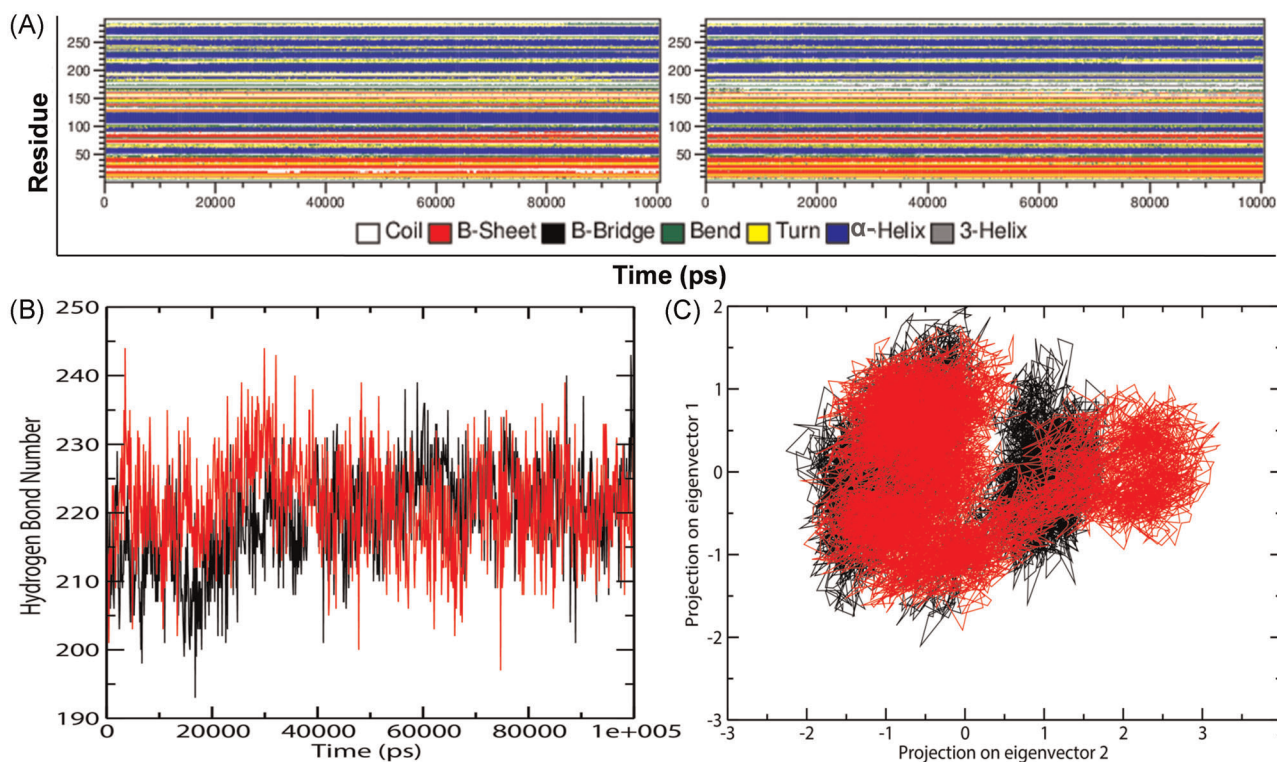 (A)
Residue
250
200
150
100
50
0 20000 40000 60000 80000 10000 0 20000 40000 60000 80000 10000
Coil B-Sheet B-Bridge Bend Turn α-Helix 3-Helix
Time (ps)
(B)
Hydrogen Bond Number
250
240
230
220
210
200
190
0 20000 40000 60000 80000 1e+005
Time (ps)
(C)
Projection on eigenvector 1
2
1
0
-1
-2
-3
-3 -2 -1 0 1 2 3
Projection on eigenvector 2